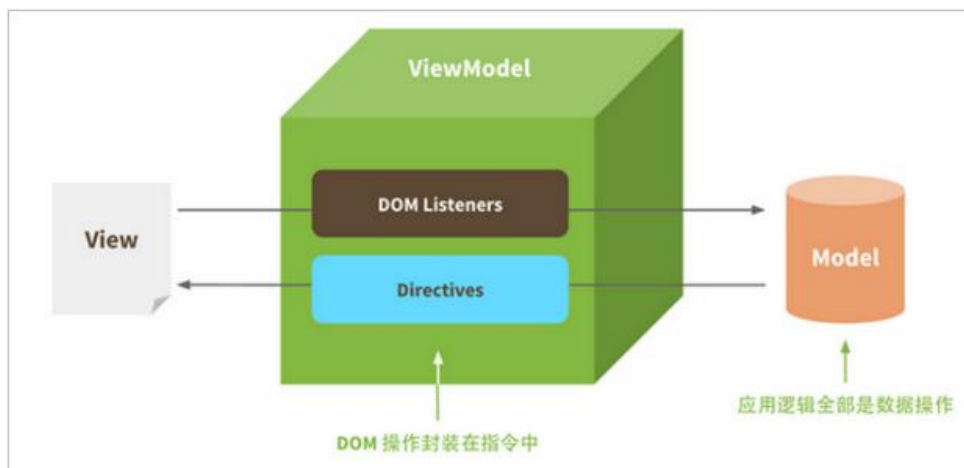 ViewModel
DOM Listeners
View
Model
Directives
应用逻辑全部是数据操作
DOM 操作封装在指令中